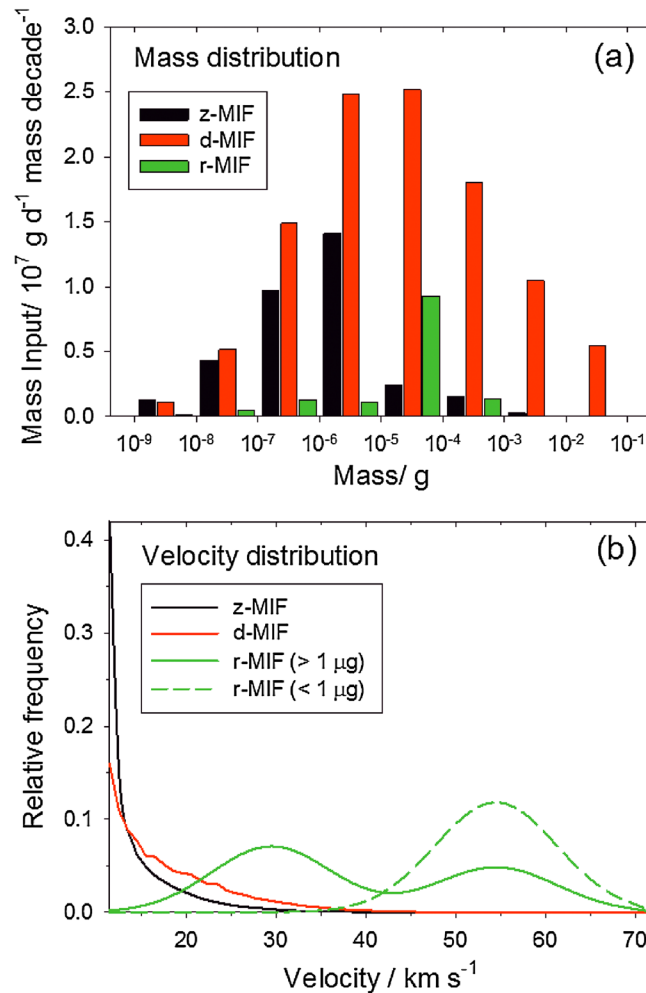 (a)
Mass distribution
z-MIF
d-MIF
r-MIF
Mass Input/ 10⁷ g d⁻¹ mass decade⁻¹
3.0
2.5
2.0
1.5
1.0
0.5
0.0
10⁻⁹ 10⁻⁸ 10⁻⁷ 10⁻⁶ 10⁻⁵ 10⁻⁴ 10⁻³ 10⁻² 10⁻¹
Mass/ g
(b)
Velocity distribution
z-MIF
d-MIF
r-MIF (> 1 μg)
r-MIF (< 1 μg)
Relative frequency
0.4
0.3
0.2
0.1
0.0
20 30 40 50 60 70
Velocity / km s⁻¹